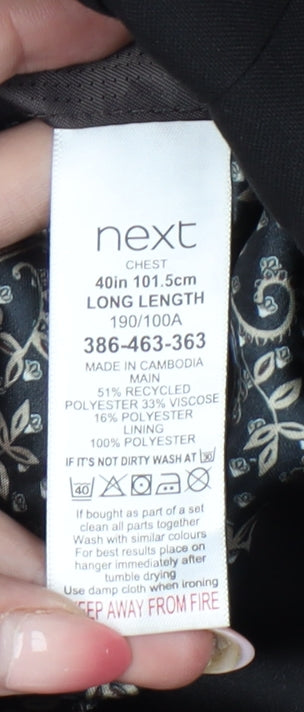 next
CHEST
40in 101.5cm
LONG LENGTH
190/100A
386-463-363
MADE IN CAMBODIA
MAIN
51% RECYCLED
POLYESTER 33% VISCOSE
16% POLYESTER
LINING
100% POLYESTER
IF IT'S NOT DIRTY WASH AT 30
40
If bought as part of a set
clean all parts together
Wash with similar colours
For best results place on
hanger immediately after
tumble drying
Use damp cloth when ironing
KEEP AWAY FROM FIRE